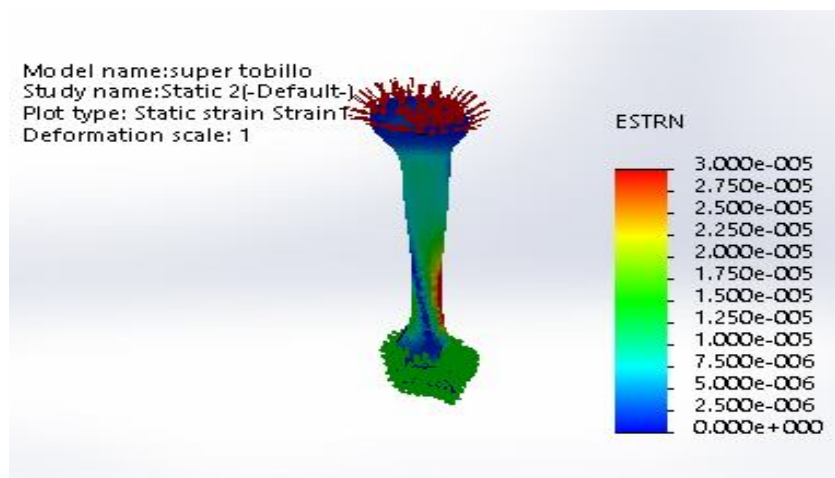 Model name:super tobillo
Study name:Static 2(-Default-)
Plot type: Static strain Strain1
Deformation scale: 1
ESTRN
3.000e-005
2.750e-005
2.500e-005
2.250e-005
2.000e-005
1.750e-005
1.500e-005
1.250e-005
1.000e-005
7.500e-006
5.000e-006
2.500e-006
0.000e+000